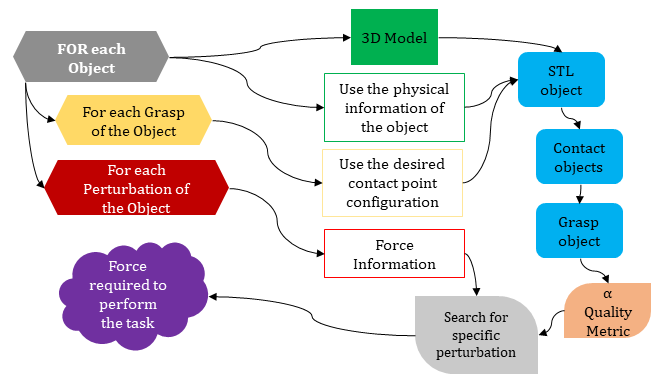 FOR each
Object
3D Model
STL
object
Use the physical
information of
the object
For each Grasp
of the Object
Contact
objects
Use the desired
contact point
configuration
For each
Perturbation of
the Object
Grasp
object
Force
Information
Force
required to
perform
the task
α
Quality
Metric
Search for
specific
perturbation